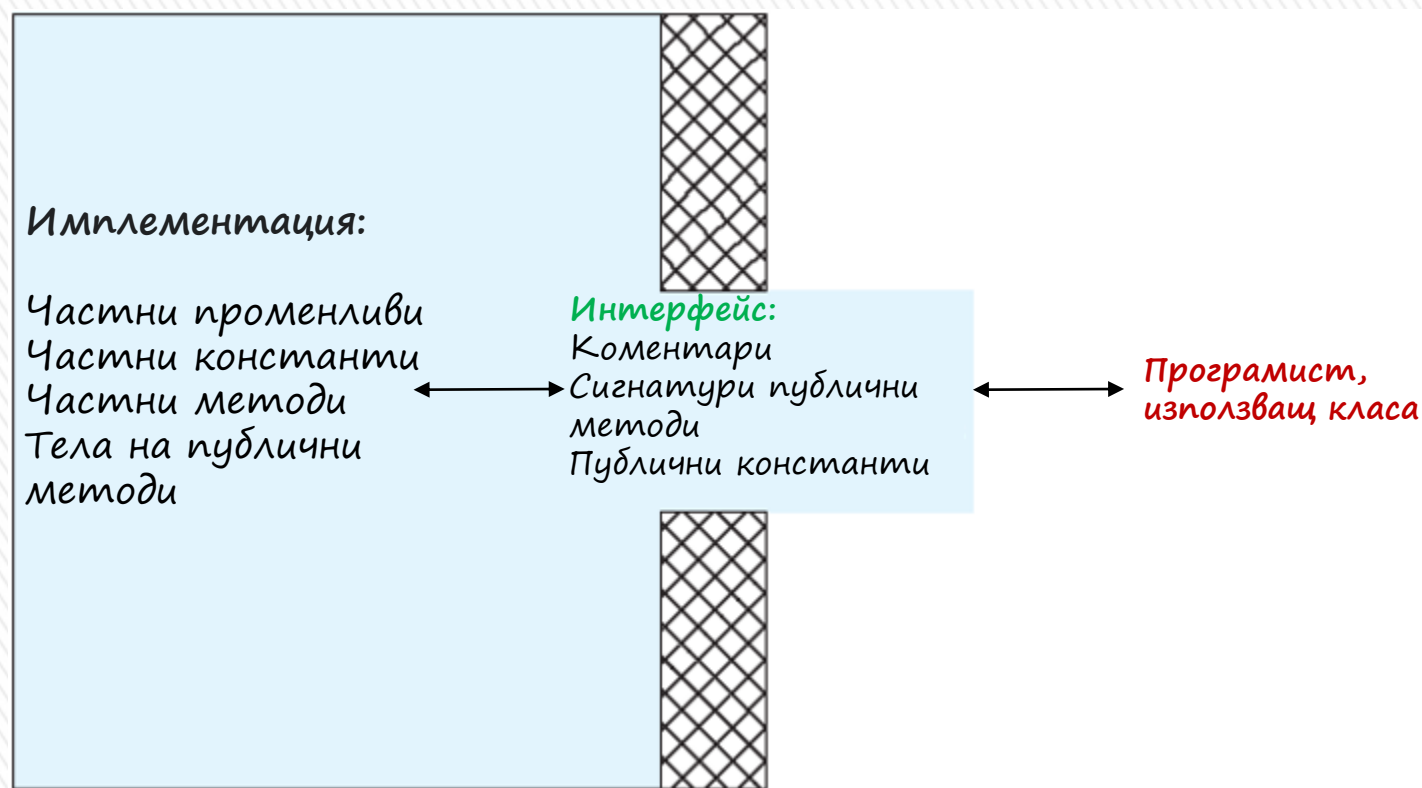 Имплементация:
Частни променливи
Частни константи
Частни методи
Тела на публични
методи
Интерфейс:
Коментари
Сигнатури публични
методи
Публични константи
Програмист,
използващ класа